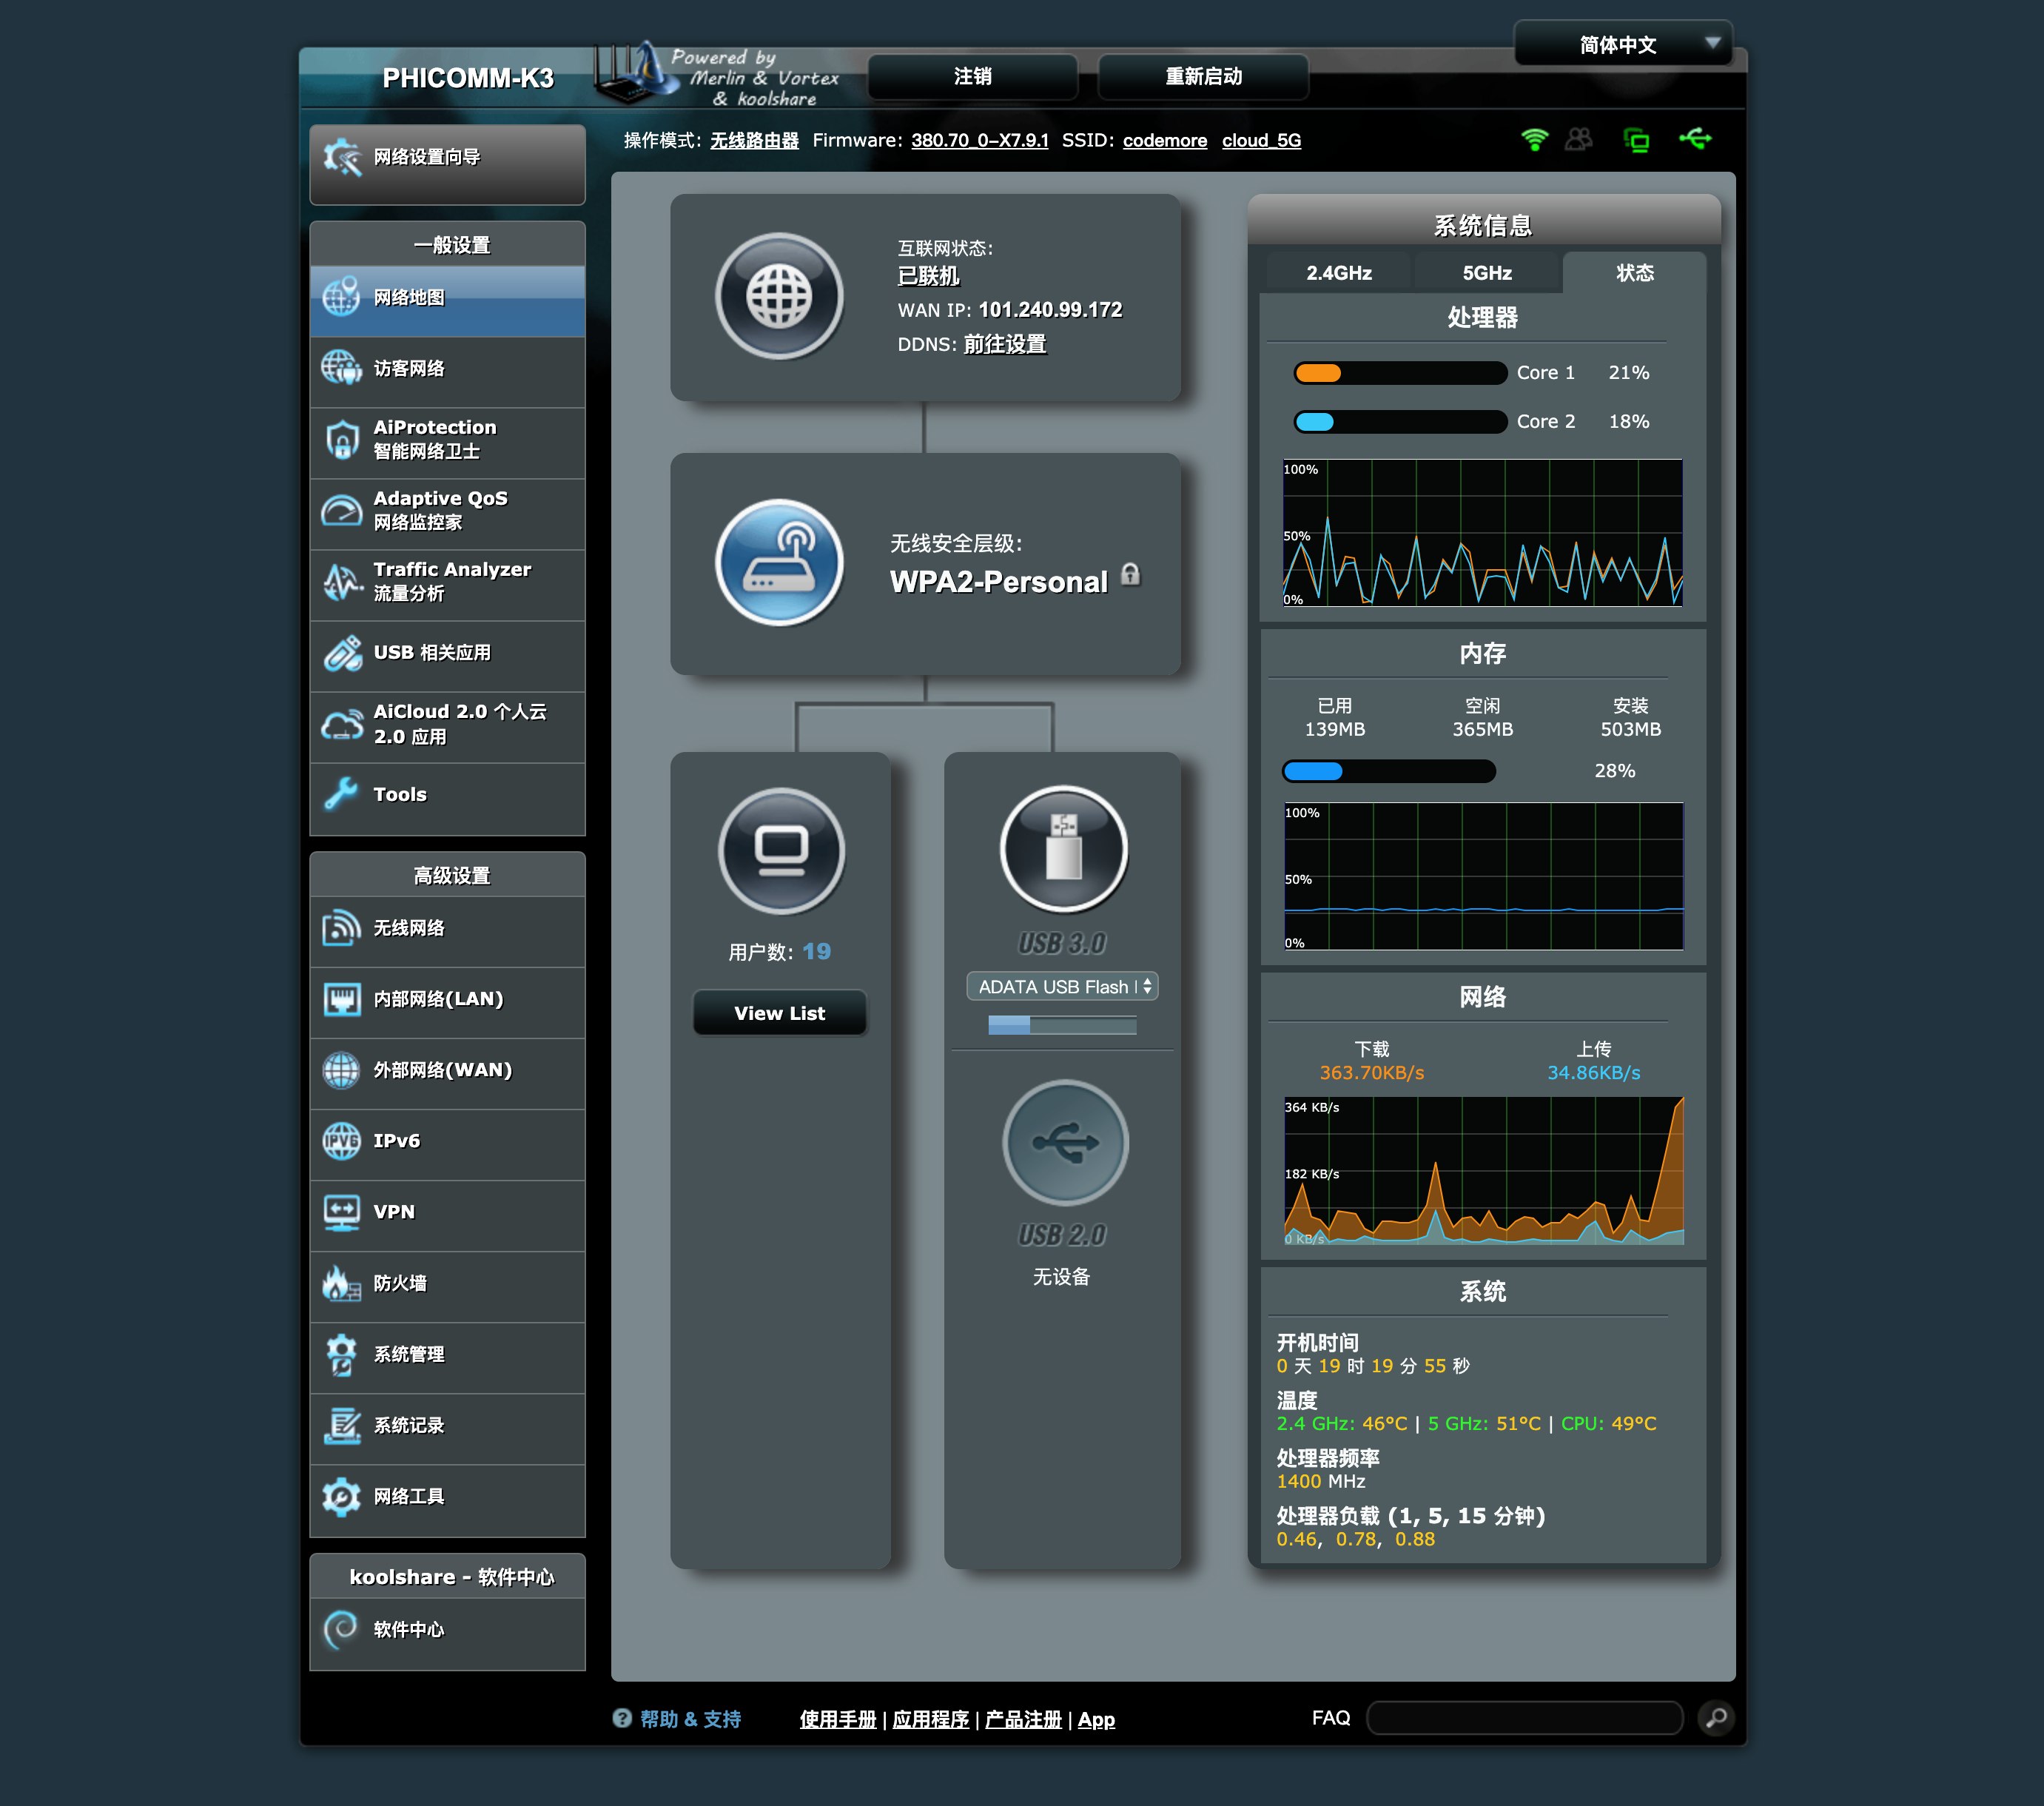 简体中文
PHICOMM-K3
Powered by
Merlin & Vortex
& koolshare
注销
重新启动
操作模式: 无线路由器 Firmware: 380.70_0-X7.9.1 SSID: codemore cloud_5G
网络设置向导
一般设置
网络地图
访客网络
AiProtection
智能网络卫士
Adaptive QoS
网络监控家
Traffic Analyzer
流量分析
USB 相关应用
AiCloud 2.0 个人云
2.0 应用
Tools
高级设置
无线网络
内部网络(LAN)
外部网络(WAN)
IPv6
VPN
防火墙
系统管理
系统记录
网络工具
koolshare - 软件中心
软件中心
互联网状态:
已联机
WAN IP: 101.240.99.172
DDNS: 前往设置
无线安全层级:
WPA2-Personal
用户数: 19
View List
USB 3.0
ADATA USB Flash
USB 2.0
无设备
系统信息
2.4GHz 5GHz 状态
处理器
Core 1 21%
Core 2 18%
100%
50%
0%
内存
已用 空闲 安装
139MB 365MB 503MB
28%
100%
50%
0%
网络
下载 上传
363.70KB/s 34.86KB/s
364 KB/s
182 KB/s
0 KB/s
系统
开机时间
0 天 19 时 19 分 55 秒
温度
2.4 GHz: 46°C | 5 GHz: 51°C | CPU: 49°C
处理器频率
1400 MHz
处理器负载 (1, 5, 15 分钟)
0.46, 0.78, 0.88
帮助 & 支持 使用手册 | 应用程序 | 产品注册 | App FAQ